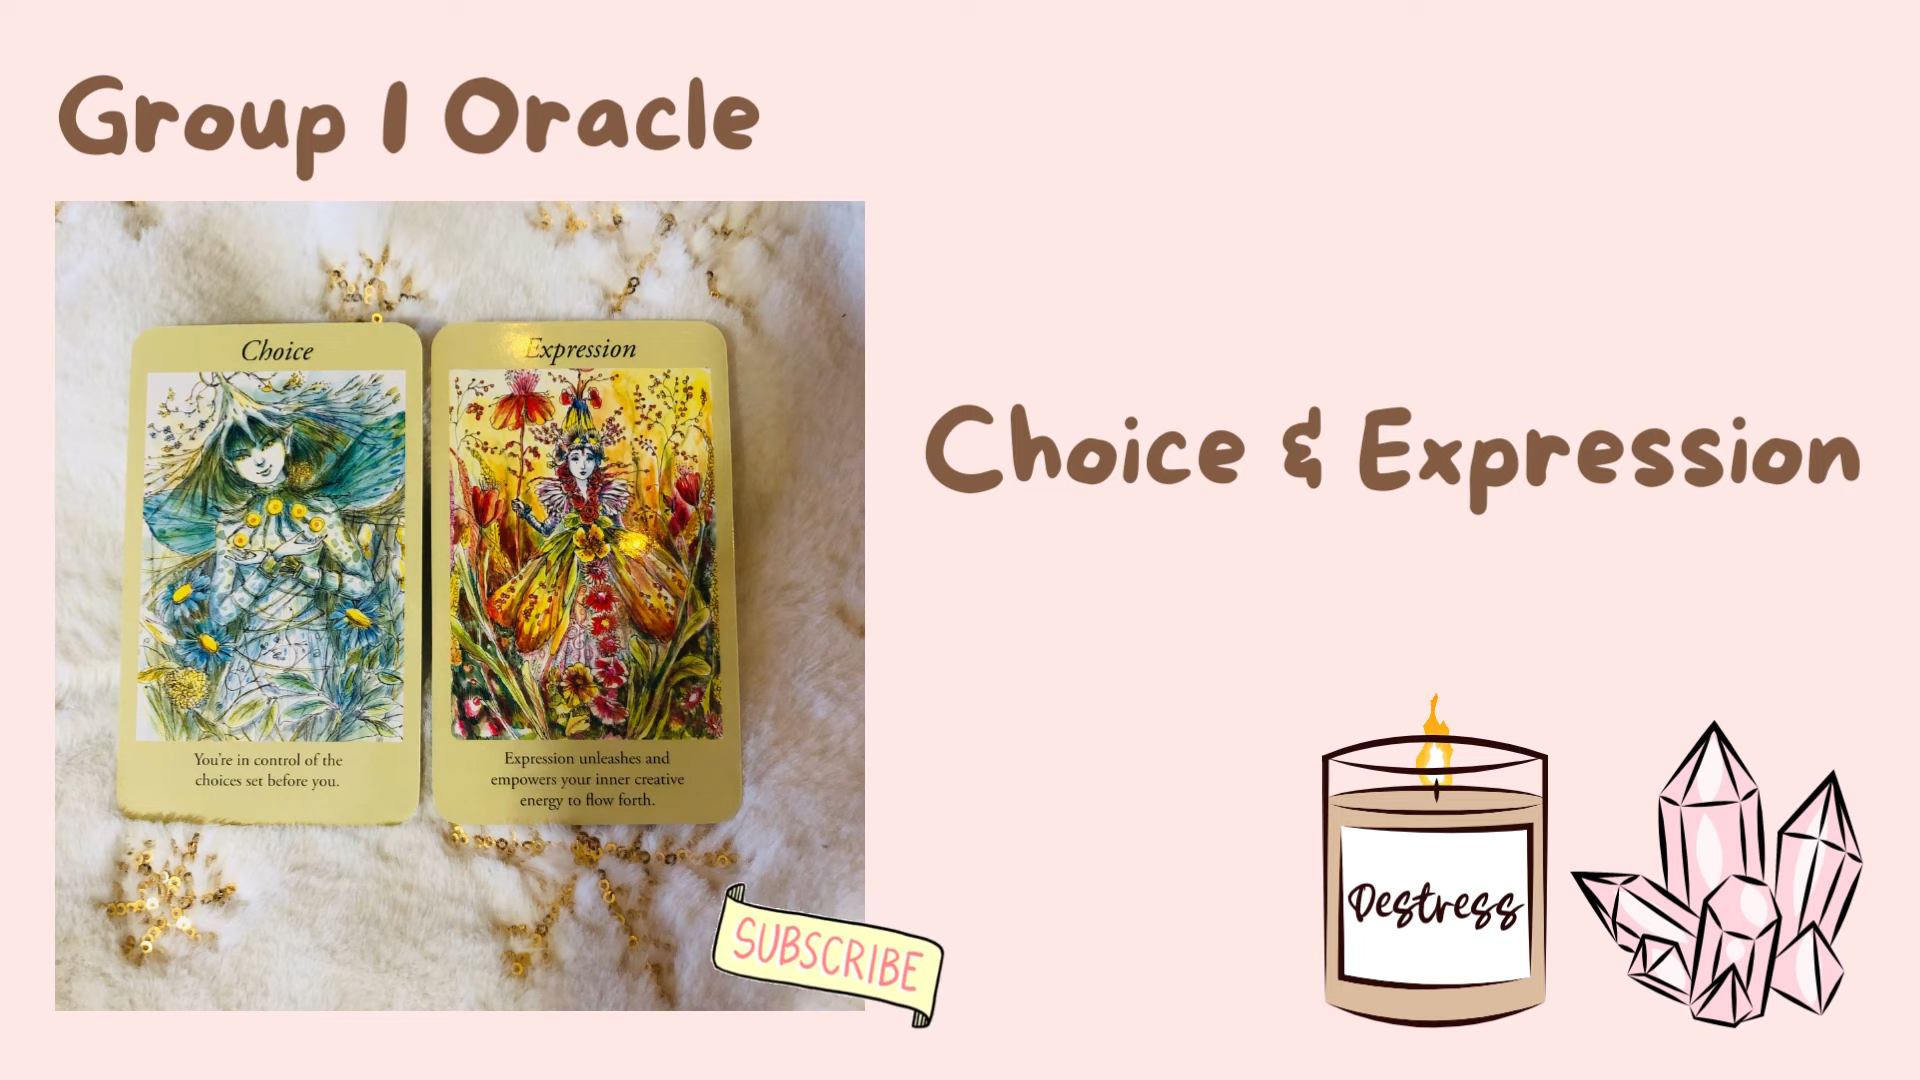 Group 1 Oracle
Choice
Expression
Choice & Expression
You're in control of the
choices set before you.
Expression unleashes and
empowers your inner creative
energy to flow forth.
Destress
SUBSCRIBE